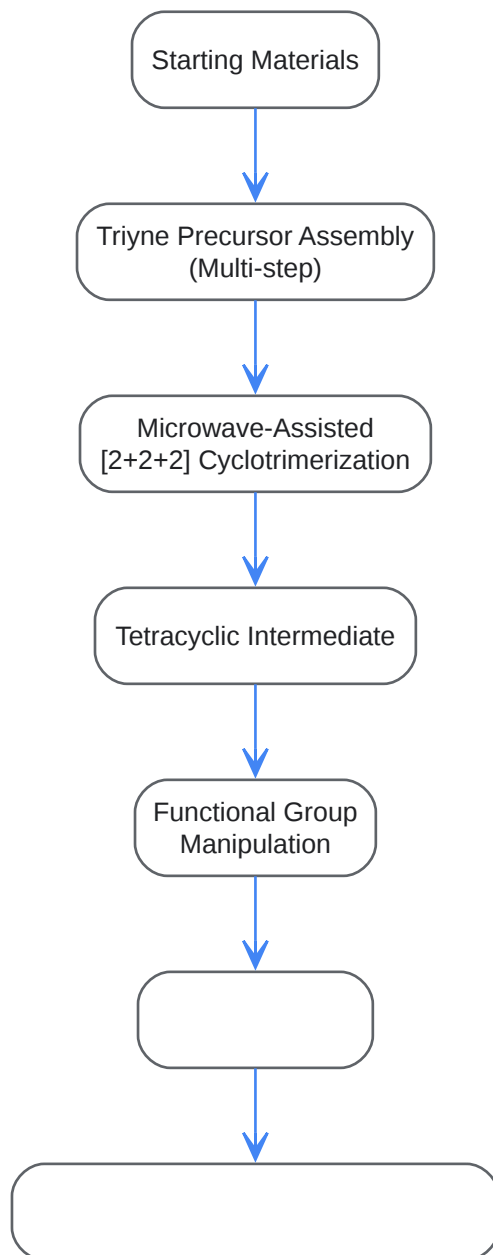 Starting Materials
Triyne Precursor Assembly
(Multi-step)
Microwave-Assisted
[2+2+2] Cyclotrimerization
Tetracyclic Intermediate
Functional Group
Manipulation